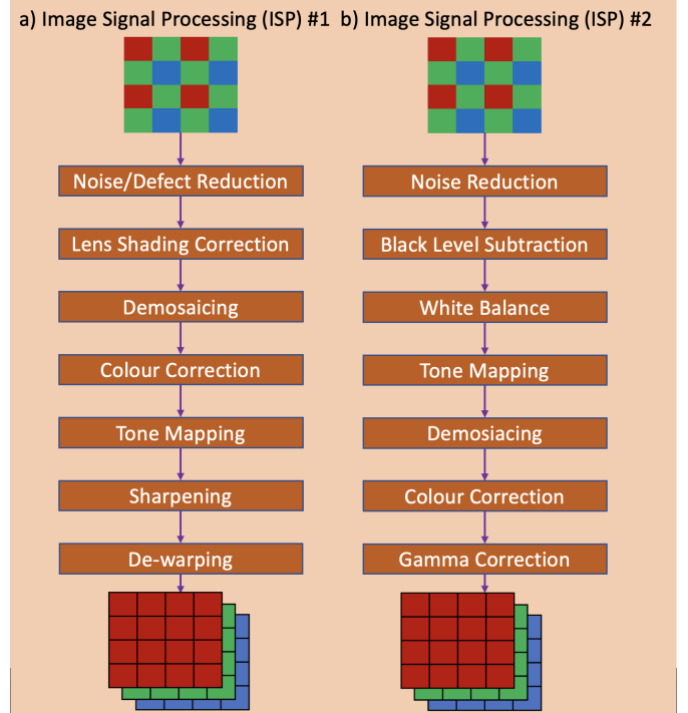 a) Image Signal Processing (ISP) #1
Noise/Defect Reduction
Lens Shading Correction
Demosaicing
Colour Correction
Tone Mapping
Sharpening
De-warping
b) Image Signal Processing (ISP) #2
Noise Reduction
Black Level Subtraction
White Balance
Tone Mapping
Demosiacing
Colour Correction
Gamma Correction